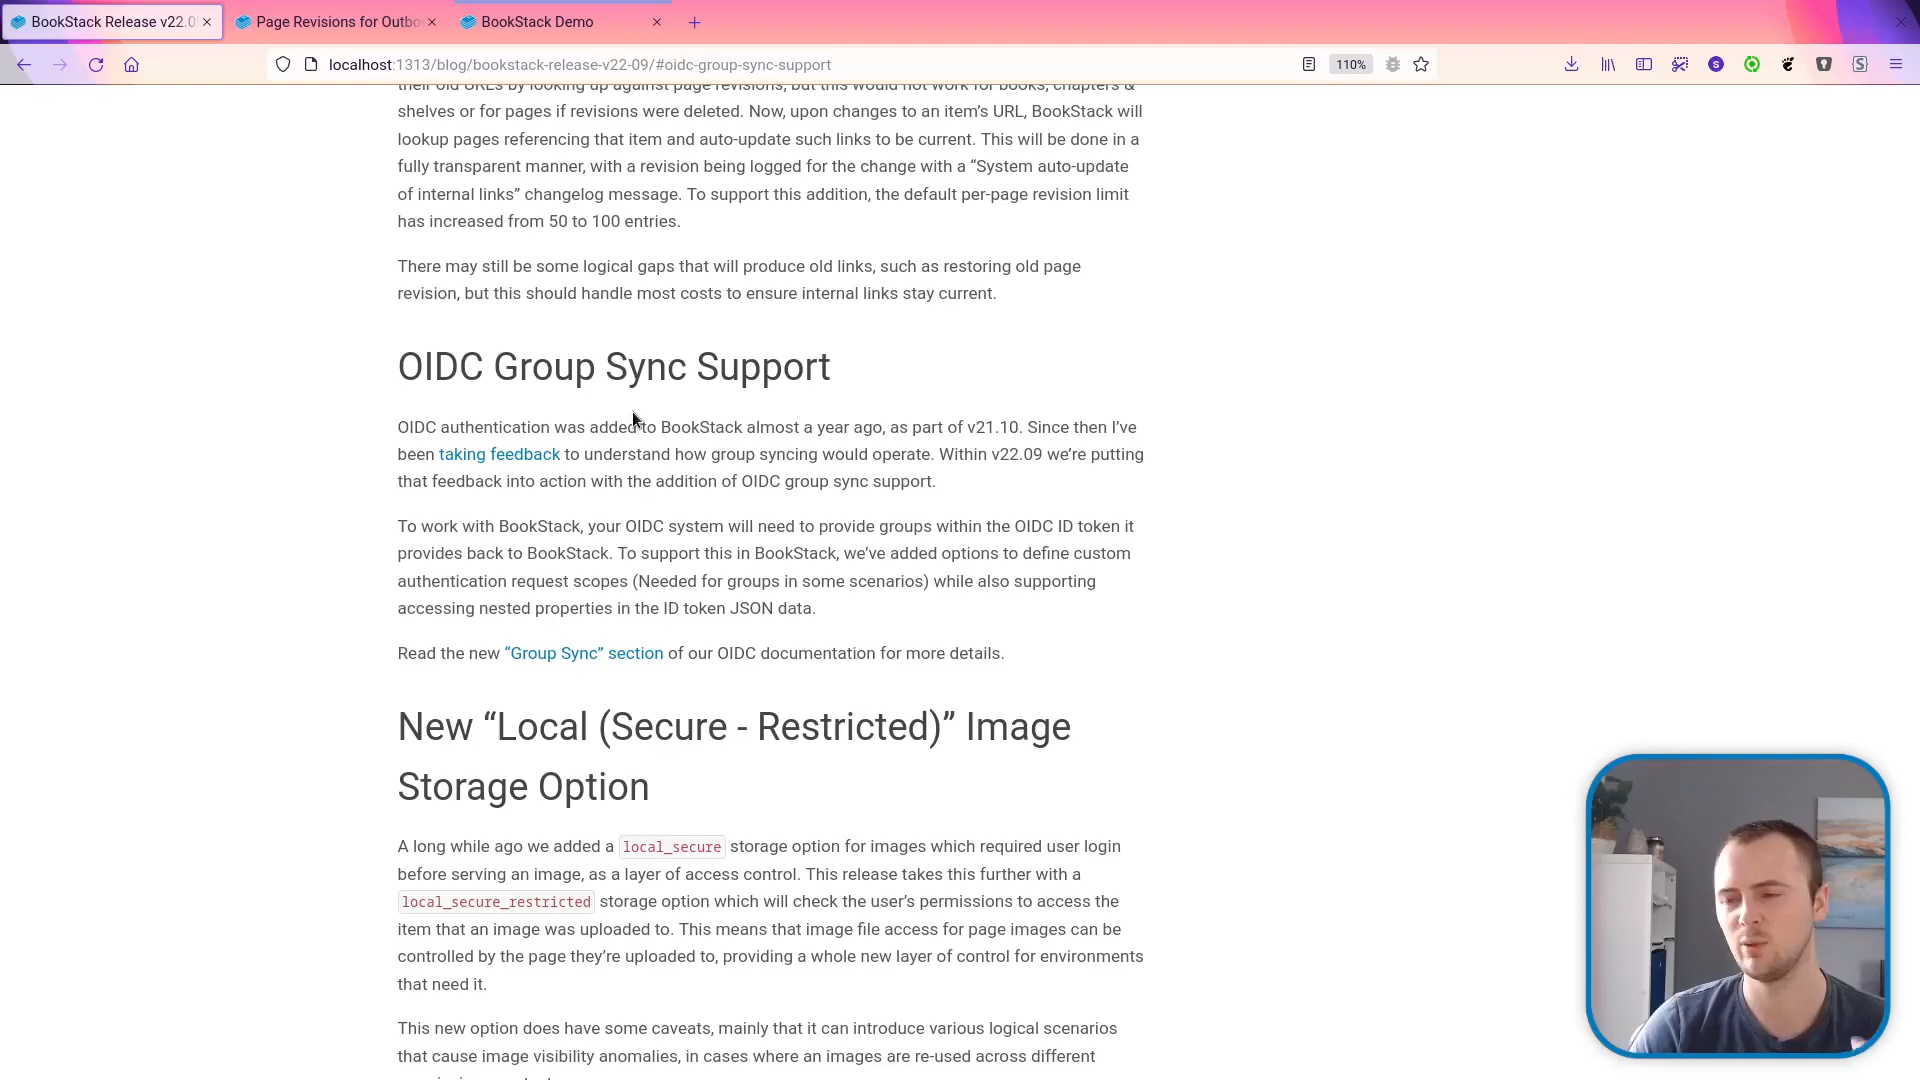 BookStack Release v22.0
Page Revisions for Outbo
BookStack Demo
localhost:1313/blog/bookstack-release-v22-09/#oidc-group-sync-support
110%
their old URLs by looking up against page revisions, but this would not work for books, chapters &
shelves or for pages if revisions were deleted. Now, upon changes to an item’s URL, BookStack will
lookup pages referencing that item and auto-update such links to be current. This will be done in a
fully transparent manner, with a revision being logged for the change with a “System auto-update
of internal links” changelog message. To support this addition, the default per-page revision limit
has increased from 50 to 100 entries.
There may still be some logical gaps that will produce old links, such as restoring old page
revision, but this should handle most costs to ensure internal links stay current.
OIDC Group Sync Support
OIDC authentication was added to BookStack almost a year ago, as part of v21.10. Since then I’ve
been taking feedback to understand how group syncing would operate. Within v22.09 we’re putting
that feedback into action with the addition of OIDC group sync support.
To work with BookStack, your OIDC system will need to provide groups within the OIDC ID token it
provides back to BookStack. To support this in BookStack, we’ve added options to define custom
authentication request scopes (Needed for groups in some scenarios) while also supporting
accessing nested properties in the ID token JSON data.
Read the new “Group Sync” section of our OIDC documentation for more details.
New “Local (Secure - Restricted)” Image
Storage Option
A long while ago we added a local_secure storage option for images which required user login
before serving an image, as a layer of access control. This release takes this further with a
local_secure_restricted storage option which will check the user’s permissions to access the
item that an image was uploaded to. This means that image file access for page images can be
controlled by the page they’re uploaded to, providing a whole new layer of control for environments
that need it.
This new option does have some caveats, mainly that it can introduce various logical scenarios
that cause image visibility anomalies, in cases where an images are re-used across different